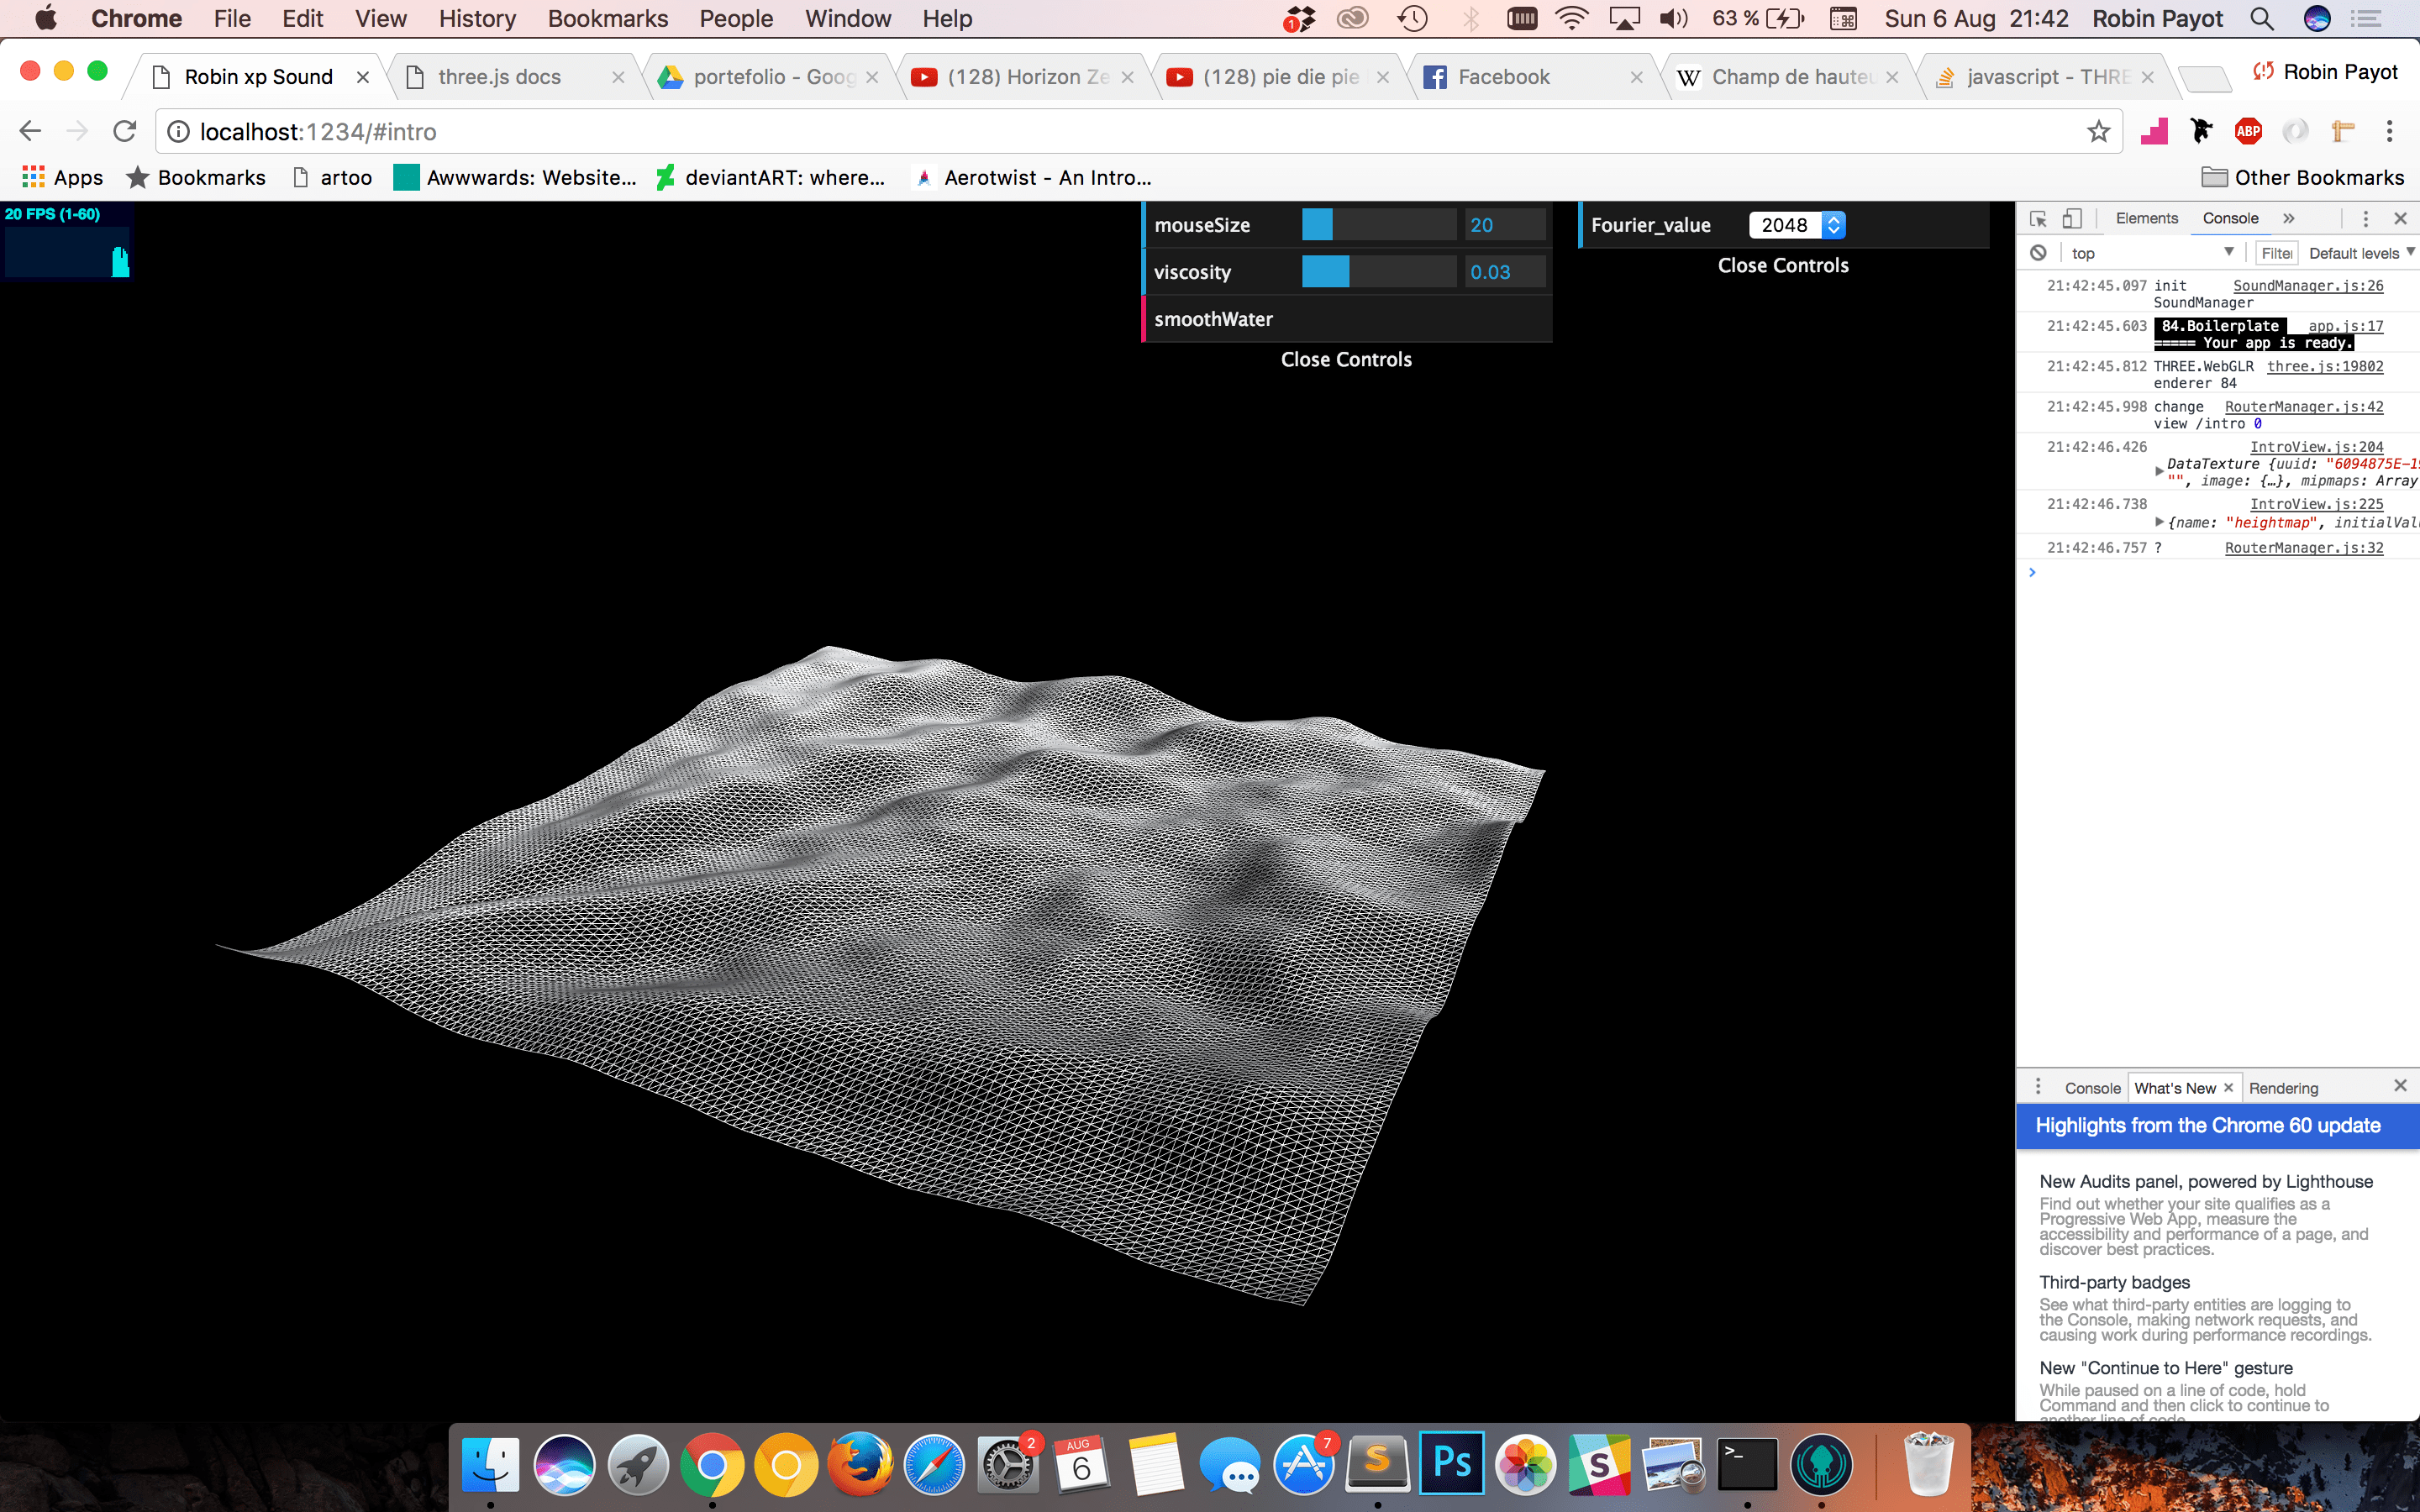 Chrome File Edit View History Bookmarks People Window Help 1 63 % Sun 6 Aug 21:42 Robin Payot
Robin xp Sound three.js docs portefolio - Goog (128) Horizon Ze (128) pie die pie Facebook W Champ de hauteu javascript - THRE Robin Payot
localhost:1234/#intro ABP
Apps Bookmarks artoo Awwwards: Website... deviantART: where... Aerotwist - An Intro... Other Bookmarks
20 FPS (1-60)
mouseSize 20
viscosity 0.03
smoothWater
Close Controls
Fourier_value 2048
Close Controls
Elements Console »
top Filter Default levels
21:42:45.097 init SoundManager.js:26
SoundManager
21:42:45.603 84.Boilerplate app.js:17
===== Your app is ready.
21:42:45.812 THREE.WebGLR three.js:19802
enderer 84
21:42:45.998 change RouterManager.js:42
view /intro 0
21:42:46.426 IntroView.js:204
DataTexture {uuid: "6094875E-19
"", image: {…}, mipmaps: Array
21:42:46.738 IntroView.js:225
{name: "heightmap", initialVal
21:42:46.757 ? RouterManager.js:32
>
Console What's New Rendering
Highlights from the Chrome 60 update
New Audits panel, powered by Lighthouse
Find out whether your site qualifies as a
Progressive Web App, measure the
accessibility and performance of a page, and
discover best practices.
Third-party badges
See what third-party entities are logging to
the Console, making network requests, and
causing work during performance recordings.
New "Continue to Here" gesture
While paused on a line of code, hold
Command and then click to continue to
another line of code.
2 AUG 6 7 S Ps S >_